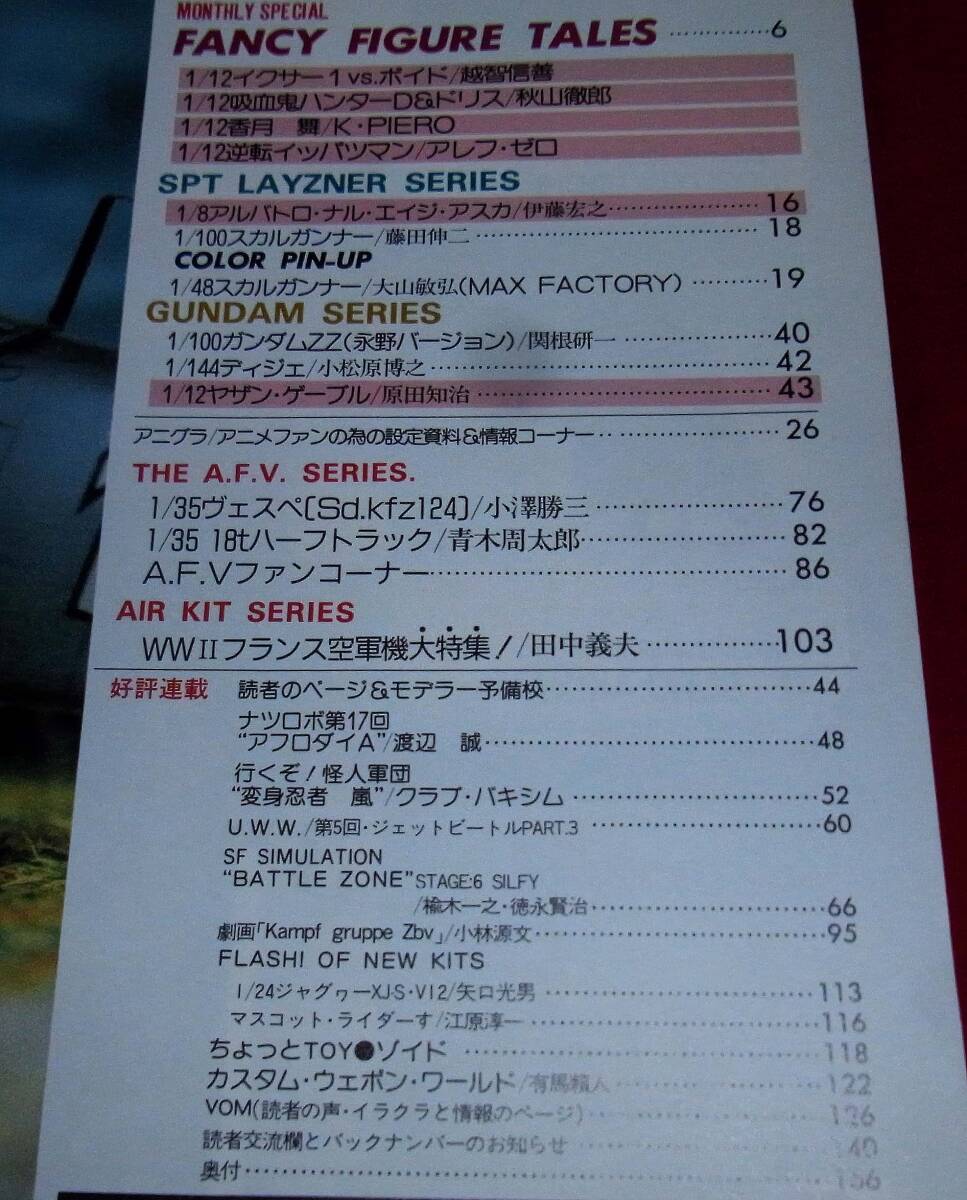 MONTHLY SPECIAL
FANCY FIGURE TALES ……………6
1/12イクサー1 vs.ボイド/越智信善
1/12吸血鬼ハンターD&ドリス/秋山徹郎
1/12香月　舞/K・PIERO
1/12逆転イッパツマン/アレフ・ゼロ
SPT LAYZNER SERIES
1/8アルバトロ・ナル・エイジ・アスカ/伊藤宏之……………16
1/100スカルガンナー/藤田伸二……………18
COLOR PIN-UP
1/48スカルガンナー/大山敏弘(MAX FACTORY)…………19
GUNDAM SERIES
1/100ガンダムZZ(永野バージョン)/関根研一……………40
1/144ディジェ/小松原博之……………42
1/12ヤザン・ゲーブル/原田知治……………43
アニグラ/アニメファンの為の設定資料&情報コーナー……………26
THE A.F.V. SERIES.
1/35ヴェスペ[Sd.kfz124]/小澤勝三……………76
1/35 18tハーフトラック/青木周太郎……………82
A.F.Vファンコーナー……………86
AIR KIT SERIES
WWIIフランス空軍機大特集!/田中義夫……………103
好評連載　読者のページ&モデラー予備校……………44
ナツロボ第17回
“アフロダイA”/渡辺　誠……………48
行くぞ!怪人軍団
“変身忍者　嵐”/クラブ・バキシム……………52
U.W.W./第5回・ジェットビートルPART.3……………60
SF SIMULATION
“BATTLE ZONE”STAGE:6 SILFY
/楡木一之・徳永賢治……………66
劇画「Kampf gruppe Zbv」/小林源文……………95
FLASH! OF NEW KITS
1/24ジャグヮーXJ-S・V12/矢口光男……………113
マスコット・ライダーす/江原淳一……………116
ちょっとTOY●ゾイド……………118
カスタム・ウェポン・ワールド/有馬頼人……………122
VOM(読者の声・イラクラと情報のページ)……………126
読者交流欄とバックナンバーのお知らせ……………140
奥付……………156